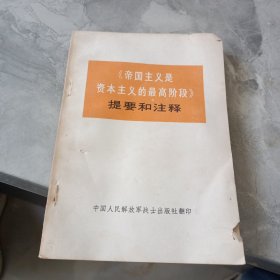 《帝国主义是
资本主义的最高阶段》
提要和注释
中国人民解放军战士出版社翻印